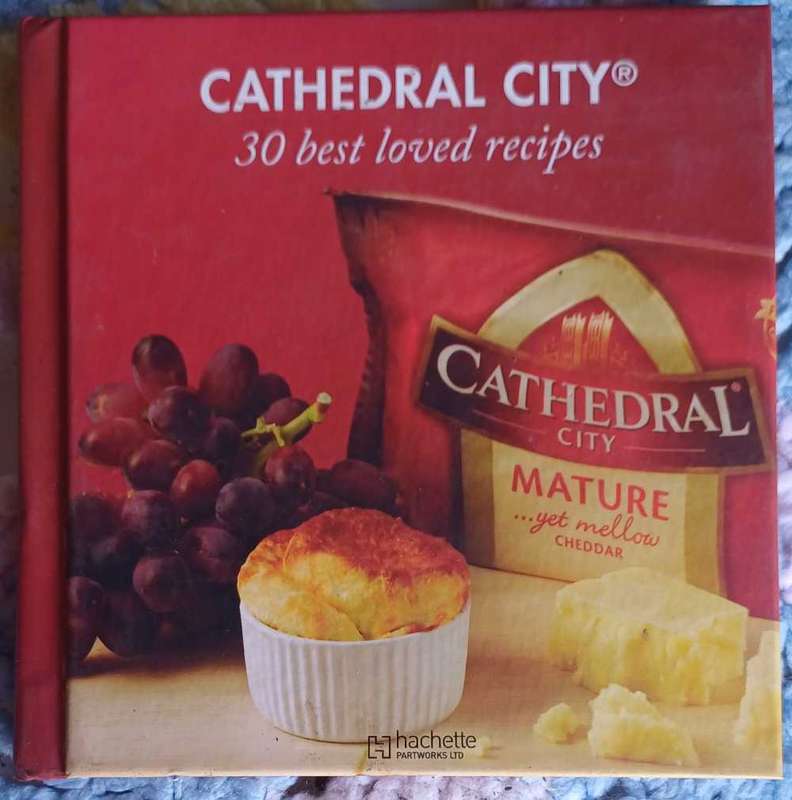 CATHEDRAL CITY®
30 best loved recipes
CATHEDRAL®
CITY
MATURE
...yet mellow
CHEDDAR
hachette
PARTWORKS LTD